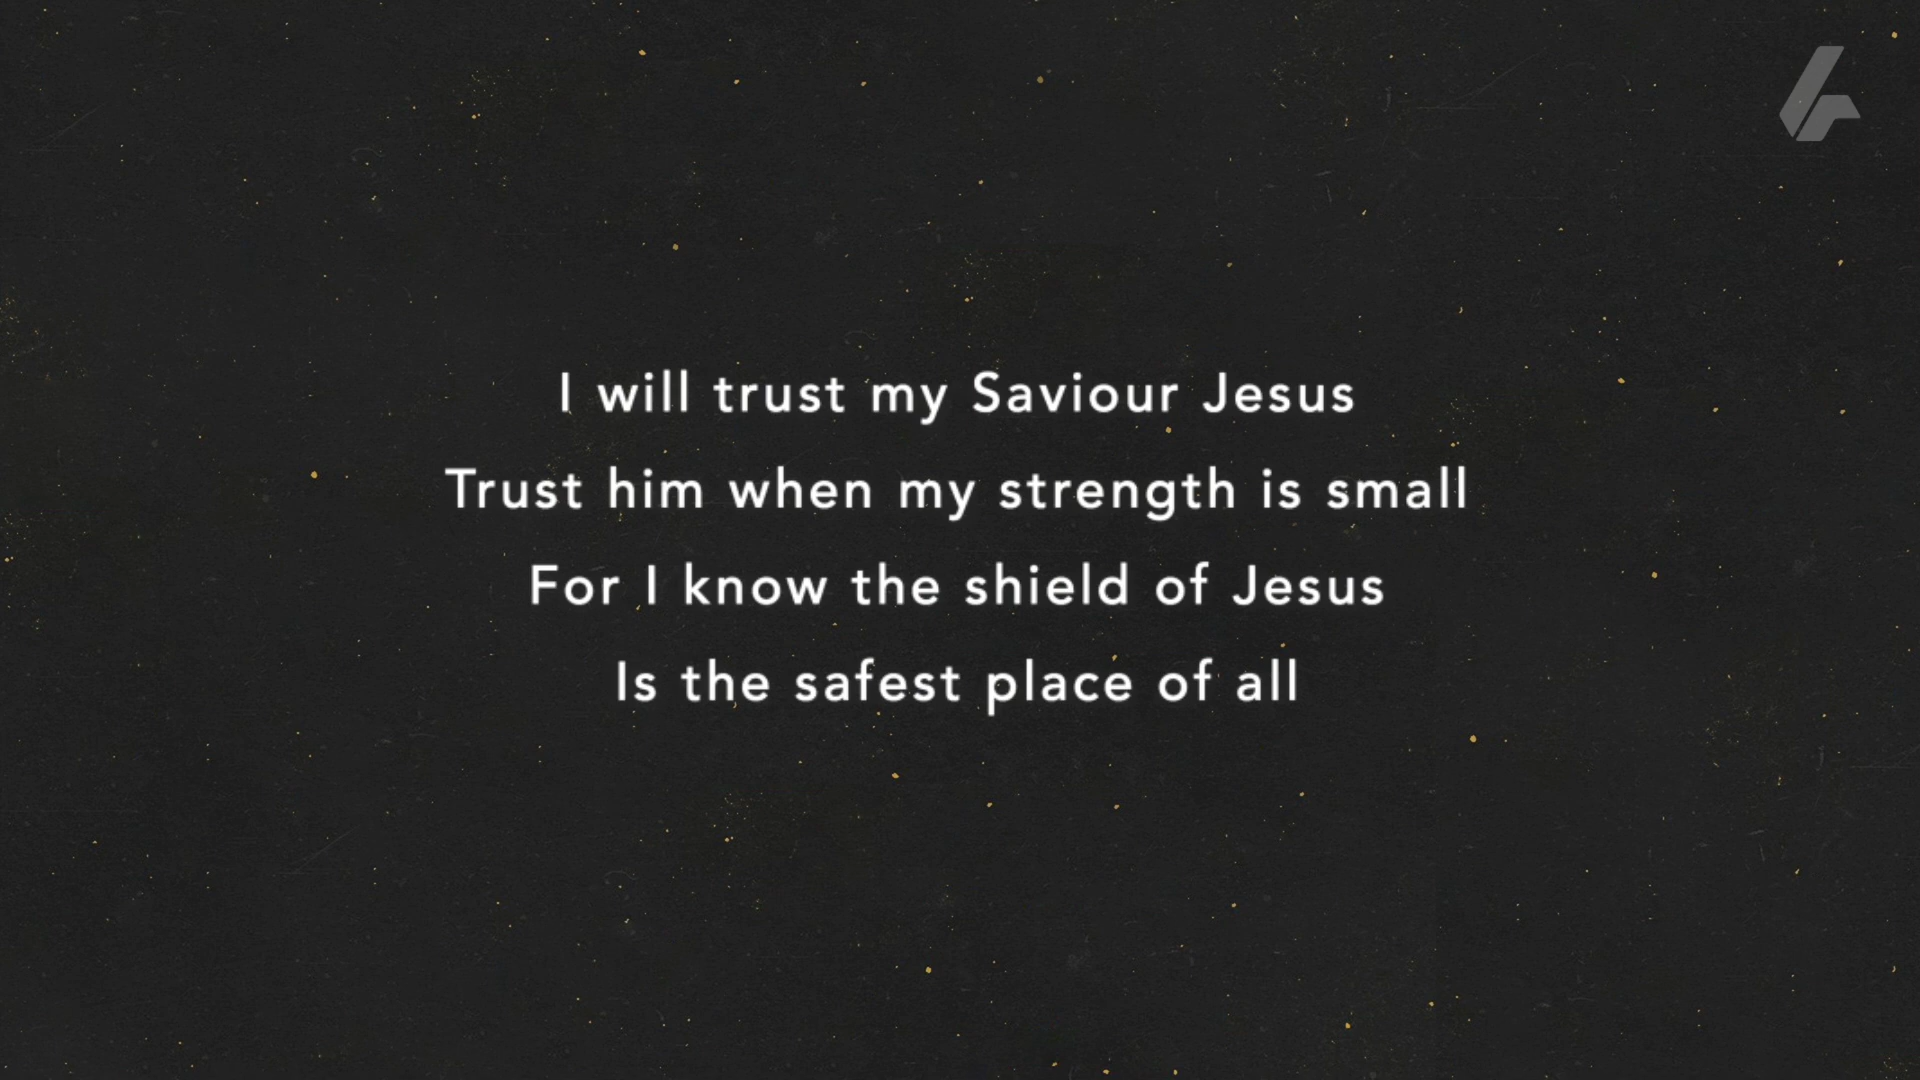 I will trust my Saviour Jesus
Trust him when my strength is small
For I know the shield of Jesus
Is the safest place of all